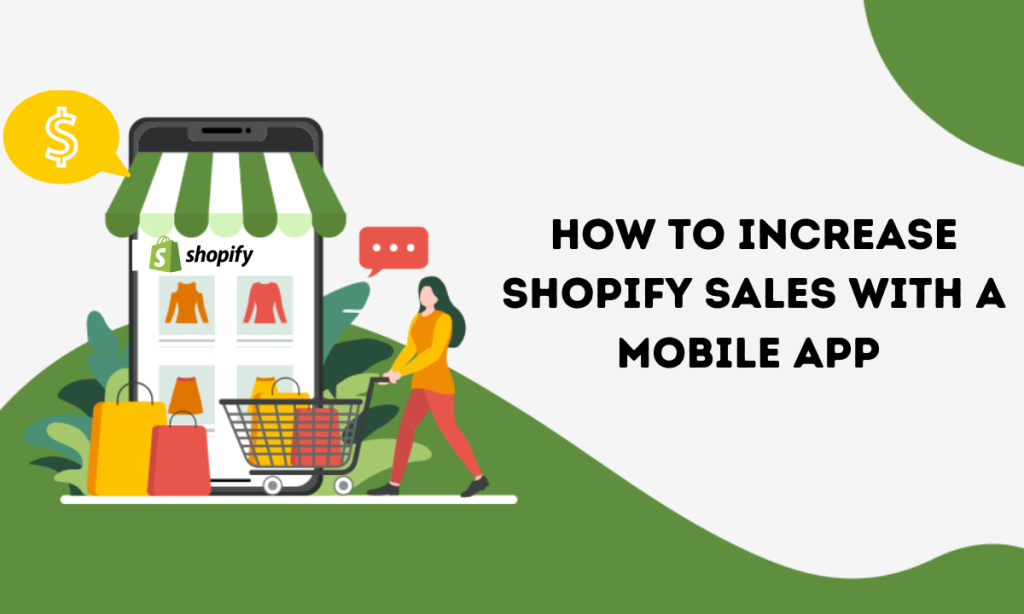 $
shopify
HOW TO INCREASE
SHOPIFY SALES WITH A
MOBILE APP